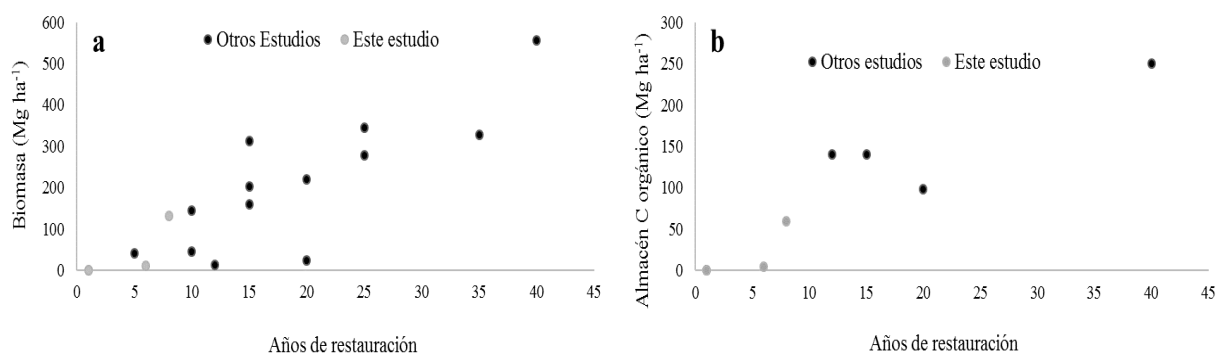 a
Otros Estudios
Este estudio
Biomasa (Mg ha⁻¹)
600
500
400
300
200
100
0
0 5 10 15 20 25 30 35 40 45
Años de restauración
b
Otros estudios
Este estudio
Almacén C orgánico (Mg ha⁻¹)
300
250
200
150
100
50
0
0 5 10 15 20 25 30 35 40 45
Años de restauración